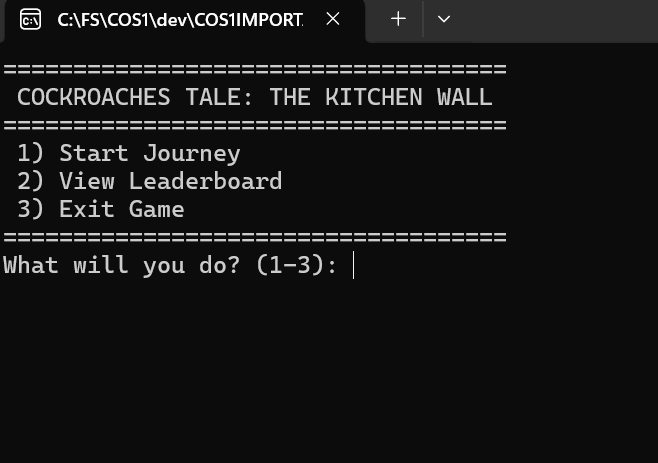 C:\FS\COS1\dev\COS1IMPORT.
====================================
COCKROACHES TALE: THE KITCHEN WALL
====================================
1) Start Journey
2) View Leaderboard
3) Exit Game
====================================
What will you do? (1-3):